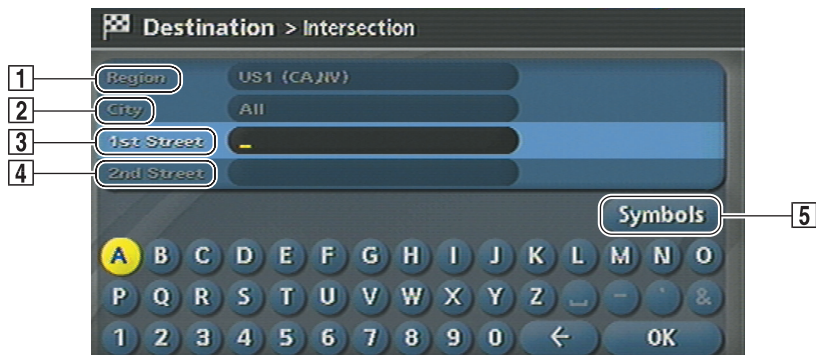 Destination > Intersection
1 Region US1 (CA,NV)
2 City All
3 1st Street _
4 2nd Street
Symbols 5
A B C D E F G H I J K L M N O
P Q R S T U V W X Y Z ␣ - ' &
1 2 3 4 5 6 7 8 9 0 ← OK